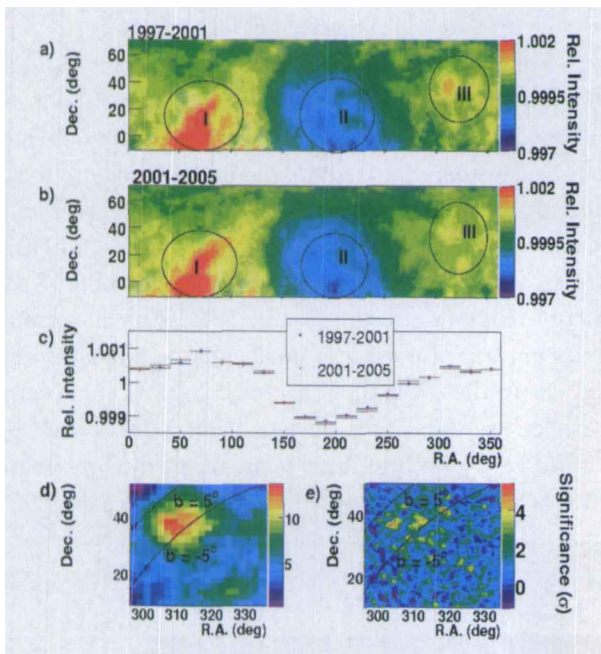 a)
1997-2001
Dec. (deg)
60
40
20
0
I
II
III
1.002
0.9995
0.997
Rel. Intensity
b)
2001-2005
Dec. (deg)
60
40
20
0
I
II
III
1.002
0.9995
0.997
Rel. Intensity
c)
Rel. intensity
1.001
1
0.999
1997-2001
2001-2005
0 50 100 150 200 250 300 350
R.A. (deg)
d)
Dec. (deg)
40
20
b = 5°
b = -5°
300 310 320 330
R.A. (deg)
10
5
e)
Dec. (deg)
40
20
b = 5°
b = -5°
300 310 320 330
R.A. (deg)
4
2
0
Significance (σ)